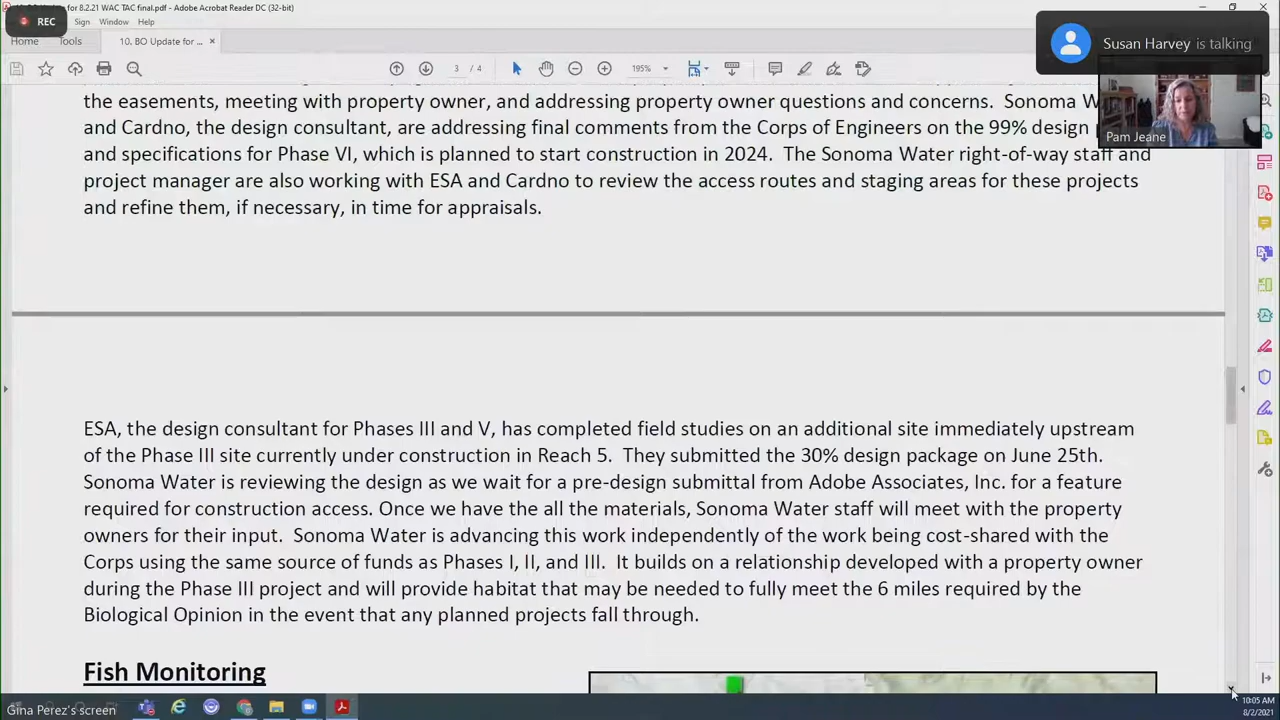 for 8.2.21 WAC TAC final.pdf - Adobe Acrobat Reader DC (32-bit)
REC
Sign Window Help
Home Tools 10. BO Update for ... ×
Susan Harvey is talking
3 / 4 195%
Pam Jeane
the easements, meeting with property owner, and addressing property owner questions and concerns. Sonoma W
and Cardno, the design consultant, are addressing final comments from the Corps of Engineers on the 99% design
and specifications for Phase VI, which is planned to start construction in 2024. The Sonoma Water right-of-way staff and
project manager are also working with ESA and Cardno to review the access routes and staging areas for these projects
and refine them, if necessary, in time for appraisals.
ESA, the design consultant for Phases III and V, has completed field studies on an additional site immediately upstream
of the Phase III site currently under construction in Reach 5. They submitted the 30% design package on June 25th.
Sonoma Water is reviewing the design as we wait for a pre-design submittal from Adobe Associates, Inc. for a feature
required for construction access. Once we have the all the materials, Sonoma Water staff will meet with the property
owners for their input. Sonoma Water is advancing this work independently of the work being cost-shared with the
Corps using the same source of funds as Phases I, II, and III. It builds on a relationship developed with a property owner
during the Phase III project and will provide habitat that may be needed to fully meet the 6 miles required by the
Biological Opinion in the event that any planned projects fall through.
Fish Monitoring
Gina Perez's screen
10:05 AM
8/2/2021